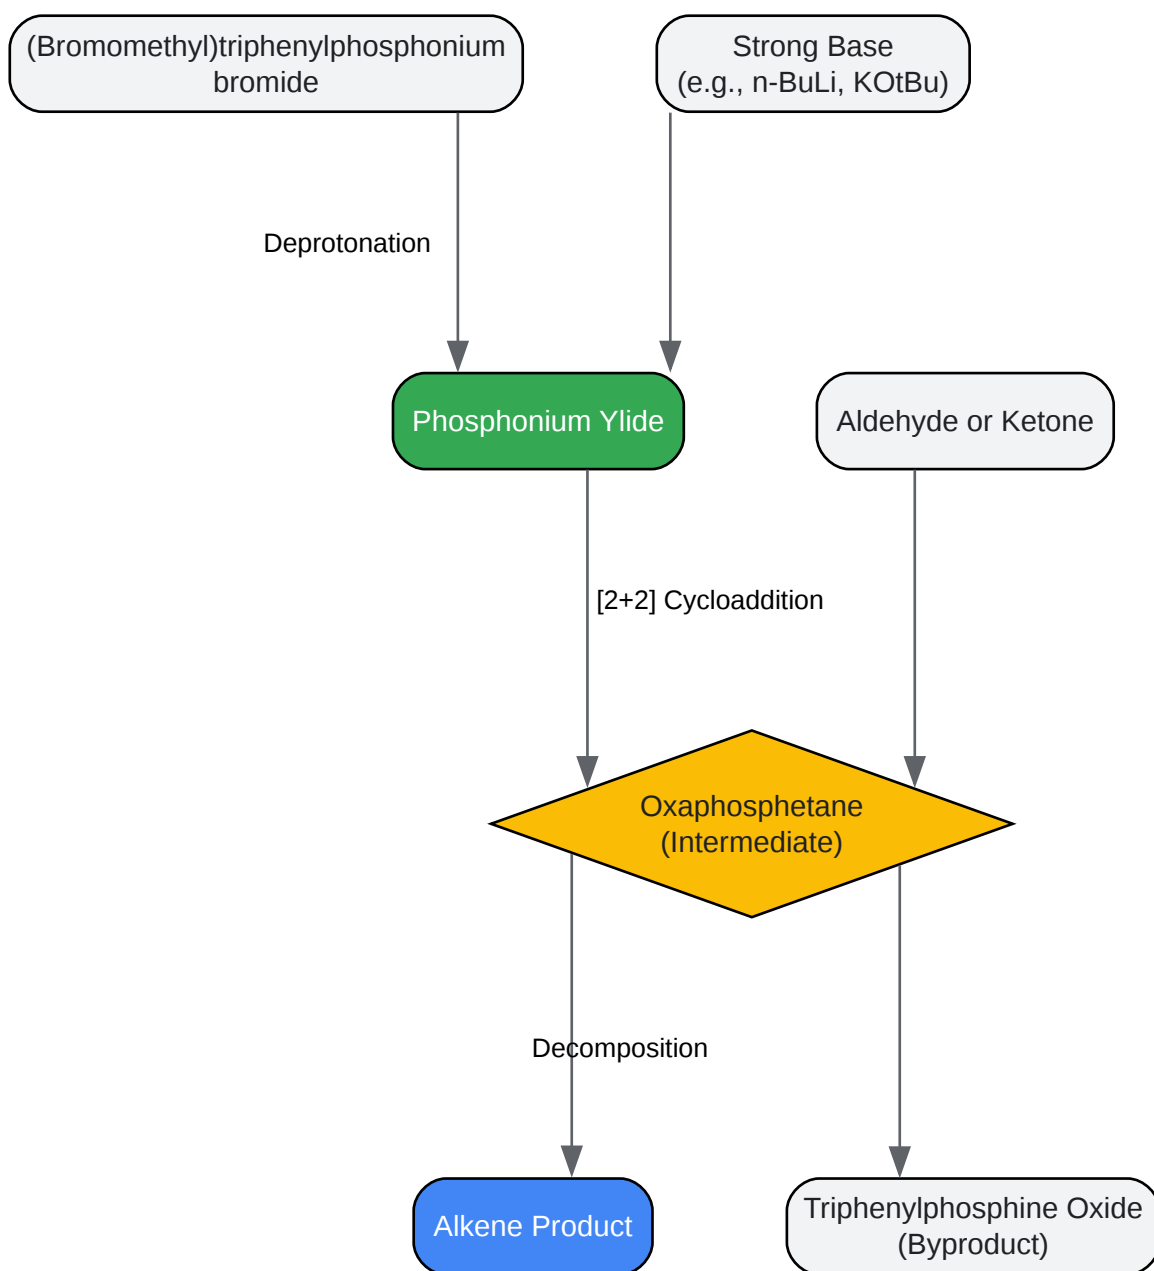 (Bromomethyl)triphenylphosphonium
bromide
Strong Base
(e.g., n-BuLi, KOtBu)
Deprotonation
Phosphonium Ylide
Aldehyde or Ketone
[2+2] Cycloaddition
Oxaphosphetane
(Intermediate)
Decomposition
Alkene Product
Triphenylphosphine Oxide
(Byproduct)